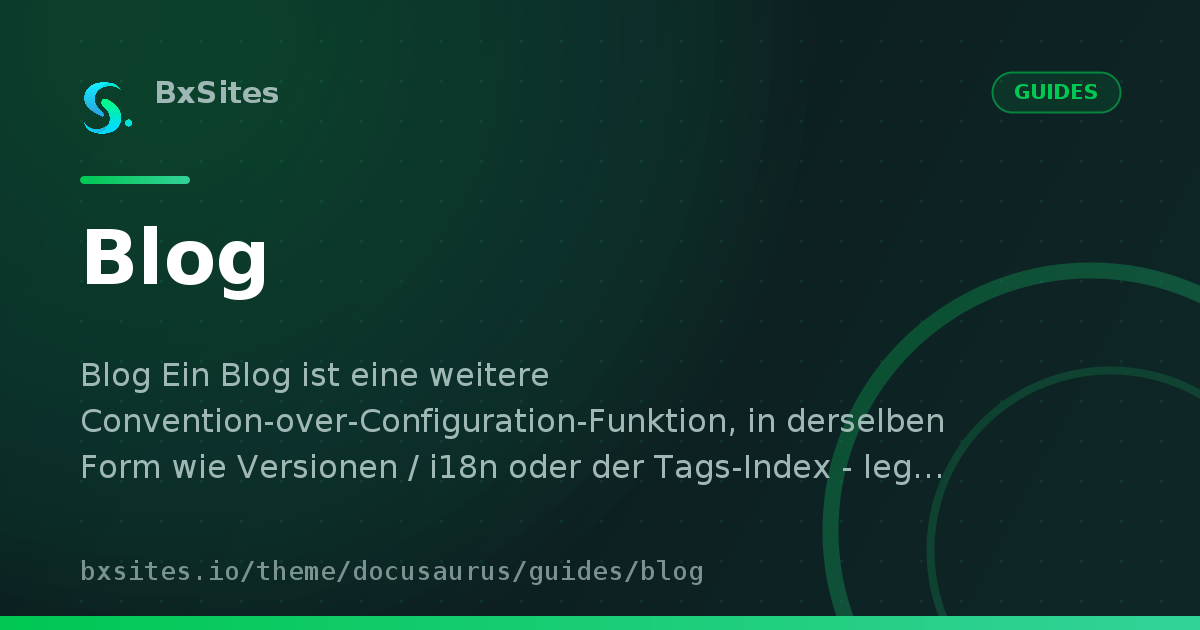 BxSites
GUIDES
Blog
Blog Ein Blog ist eine weitere
Convention-over-Configuration-Funktion, in derselben
Form wie Versionen / i18n oder der Tags-Index - leg…
bxsites.io/theme/docusaurus/guides/blog